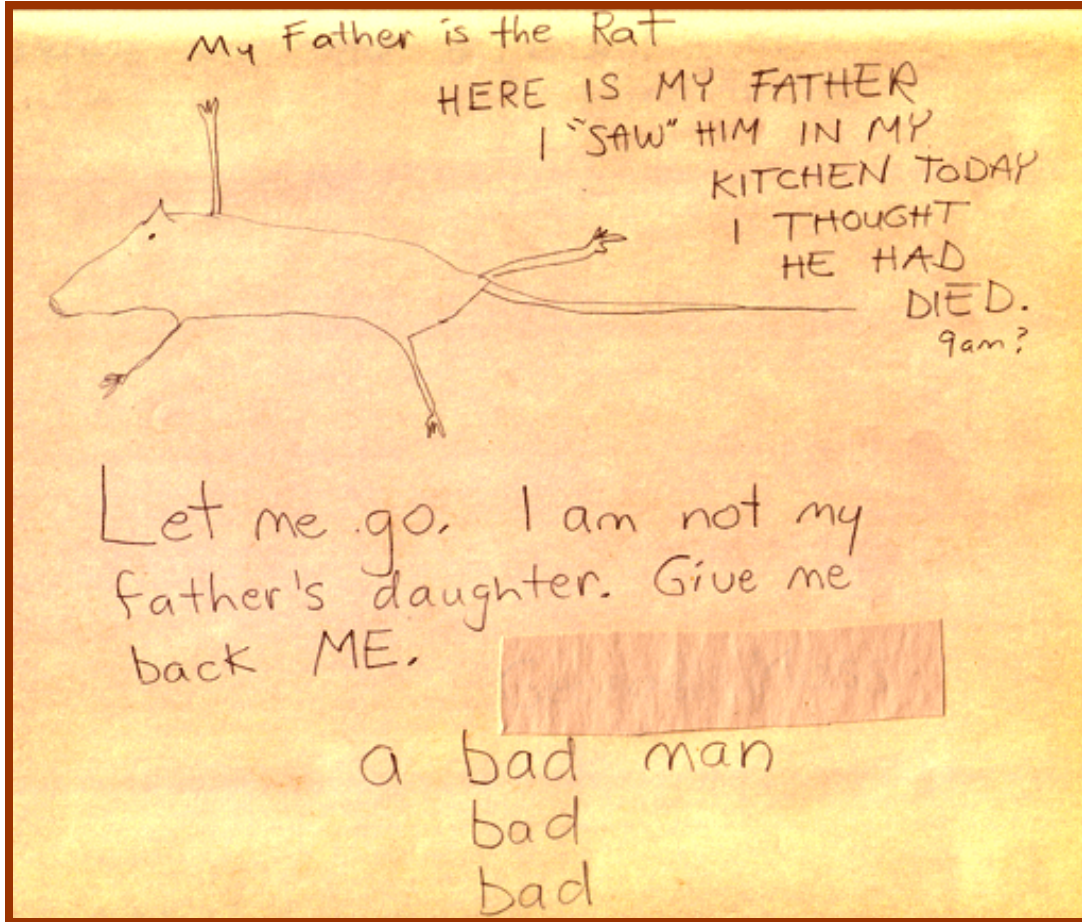 My Father is the Rat
HERE IS MY FATHER
I "SAW" HIM IN MY
KITCHEN TODAY
I THOUGHT
HE HAD
DIED.
9am?
Let me go. I am not my
father's daughter. Give me
back ME.
a bad man
bad
bad